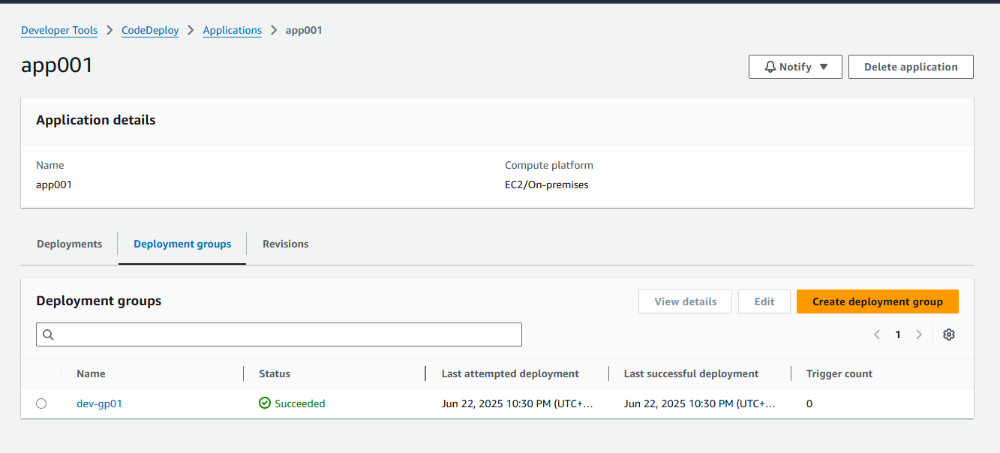 Developer Tools > CodeDeploy > Applications > app001
app001
Notify ▼ Delete application
Application details
Name Compute platform
app001 EC2/On-premises
Deployments Deployment groups Revisions
Deployment groups View details Edit Create deployment group
1
Name Status Last attempted deployment Last successful deployment Trigger count
dev-gp01 Succeeded Jun 22, 2025 10:30 PM (UTC+... Jun 22, 2025 10:30 PM (UTC+... 0